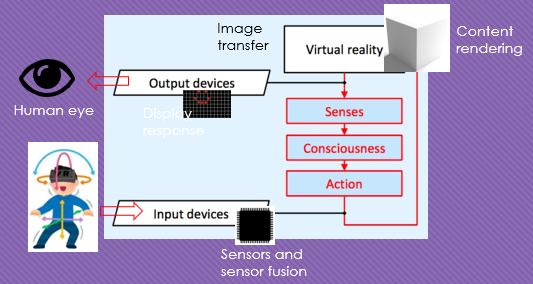 Image
transfer
Content
rendering
Virtual reality
Output devices
Human eye
Display
response
Senses
Consciousness
Action
Input devices
Sensors and
sensor fusion